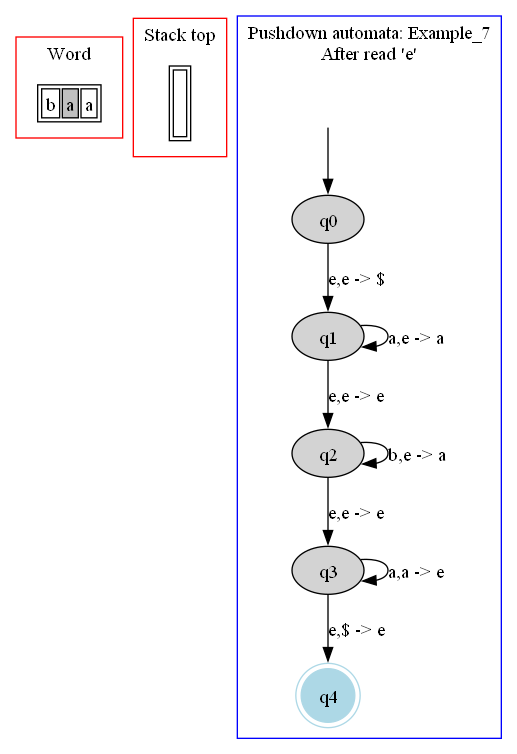 Word
b a a
Stack top
Pushdown automata: Example_7
After read 'e'
q0
e,e -> $
q1
a,e -> a
e,e -> e
q2
b,e -> a
e,e -> e
q3
a,a -> e
e,$ -> e
q4